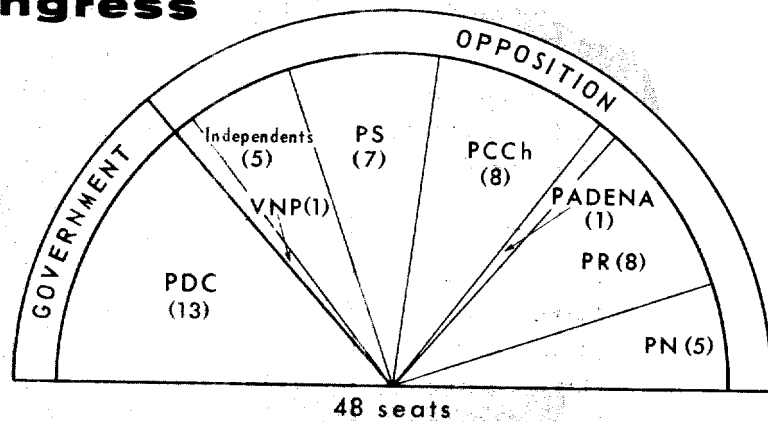 ngress
OPPOSITION
GOVERNMENT
Independents
(5)
VNP(1)
PS
(7)
PCCh
(8)
PADENA
(1)
PR (8)
PDC
(13)
PN (5)
48 seats